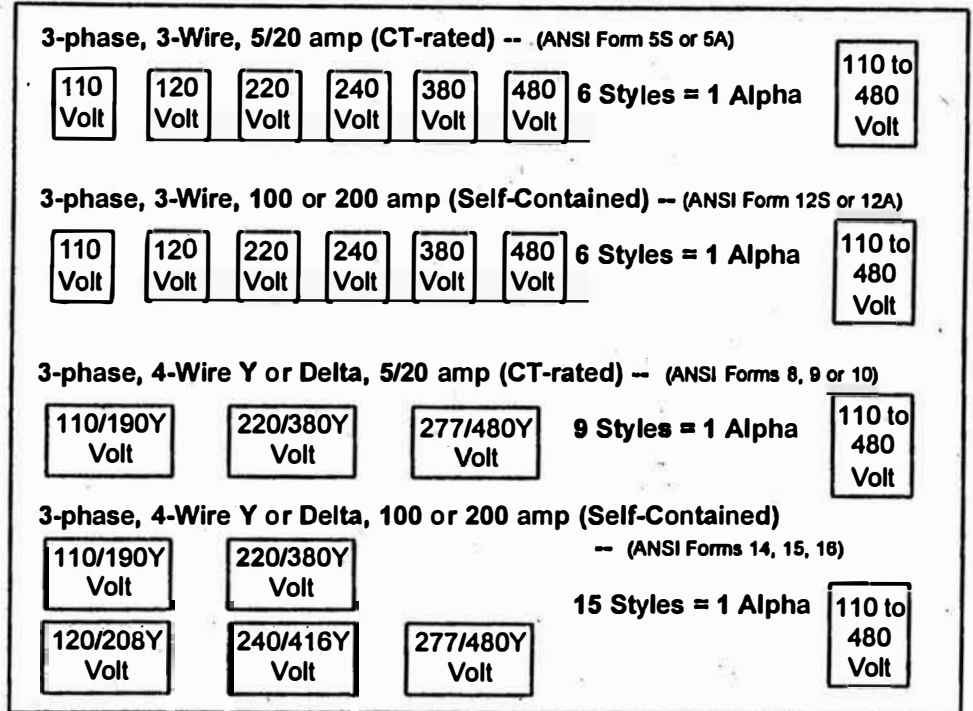 3-phase, 3-Wire, 5/20 amp (CT-rated) -- (ANSI Form 5S or 5A)
110 Volt
120 Volt
220 Volt
240 Volt
380 Volt
480 Volt
6 Styles = 1 Alpha
110 to 480 Volt
3-phase, 3-Wire, 100 or 200 amp (Self-Contained) -- (ANSI Form 12S or 12A)
110 Volt
120 Volt
220 Volt
240 Volt
380 Volt
480 Volt
6 Styles = 1 Alpha
110 to 480 Volt
3-phase, 4-Wire Y or Delta, 5/20 amp (CT-rated) -- (ANSI Forms 8, 9 or 10)
110/190Y Volt
220/380Y Volt
277/480Y Volt
9 Styles = 1 Alpha
110 to 480 Volt
3-phase, 4-Wire Y or Delta, 100 or 200 amp (Self-Contained)
-- (ANSI Forms 14, 15, 16)
110/190Y Volt
220/380Y Volt
120/208Y Volt
240/416Y Volt
277/480Y Volt
15 Styles = 1 Alpha
110 to 480 Volt